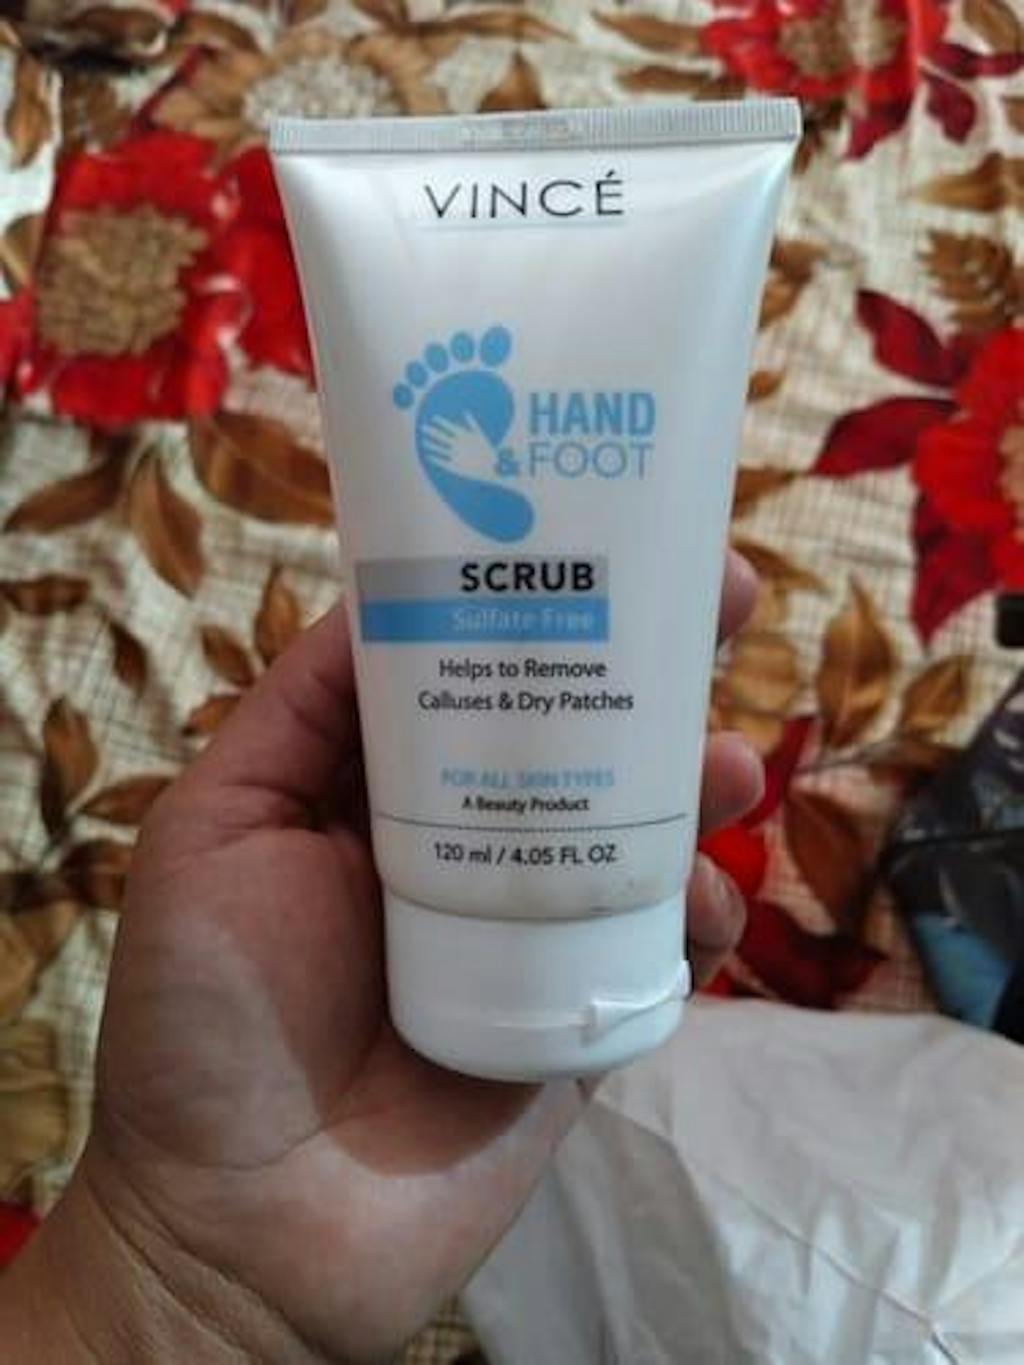 VINCÉ
HAND
& FOOT
SCRUB
Sulfate Free
Helps to Remove
Calluses & Dry Patches
FOR ALL SKIN TYPES
A Beauty Product
120 ml / 4.05 FL OZ